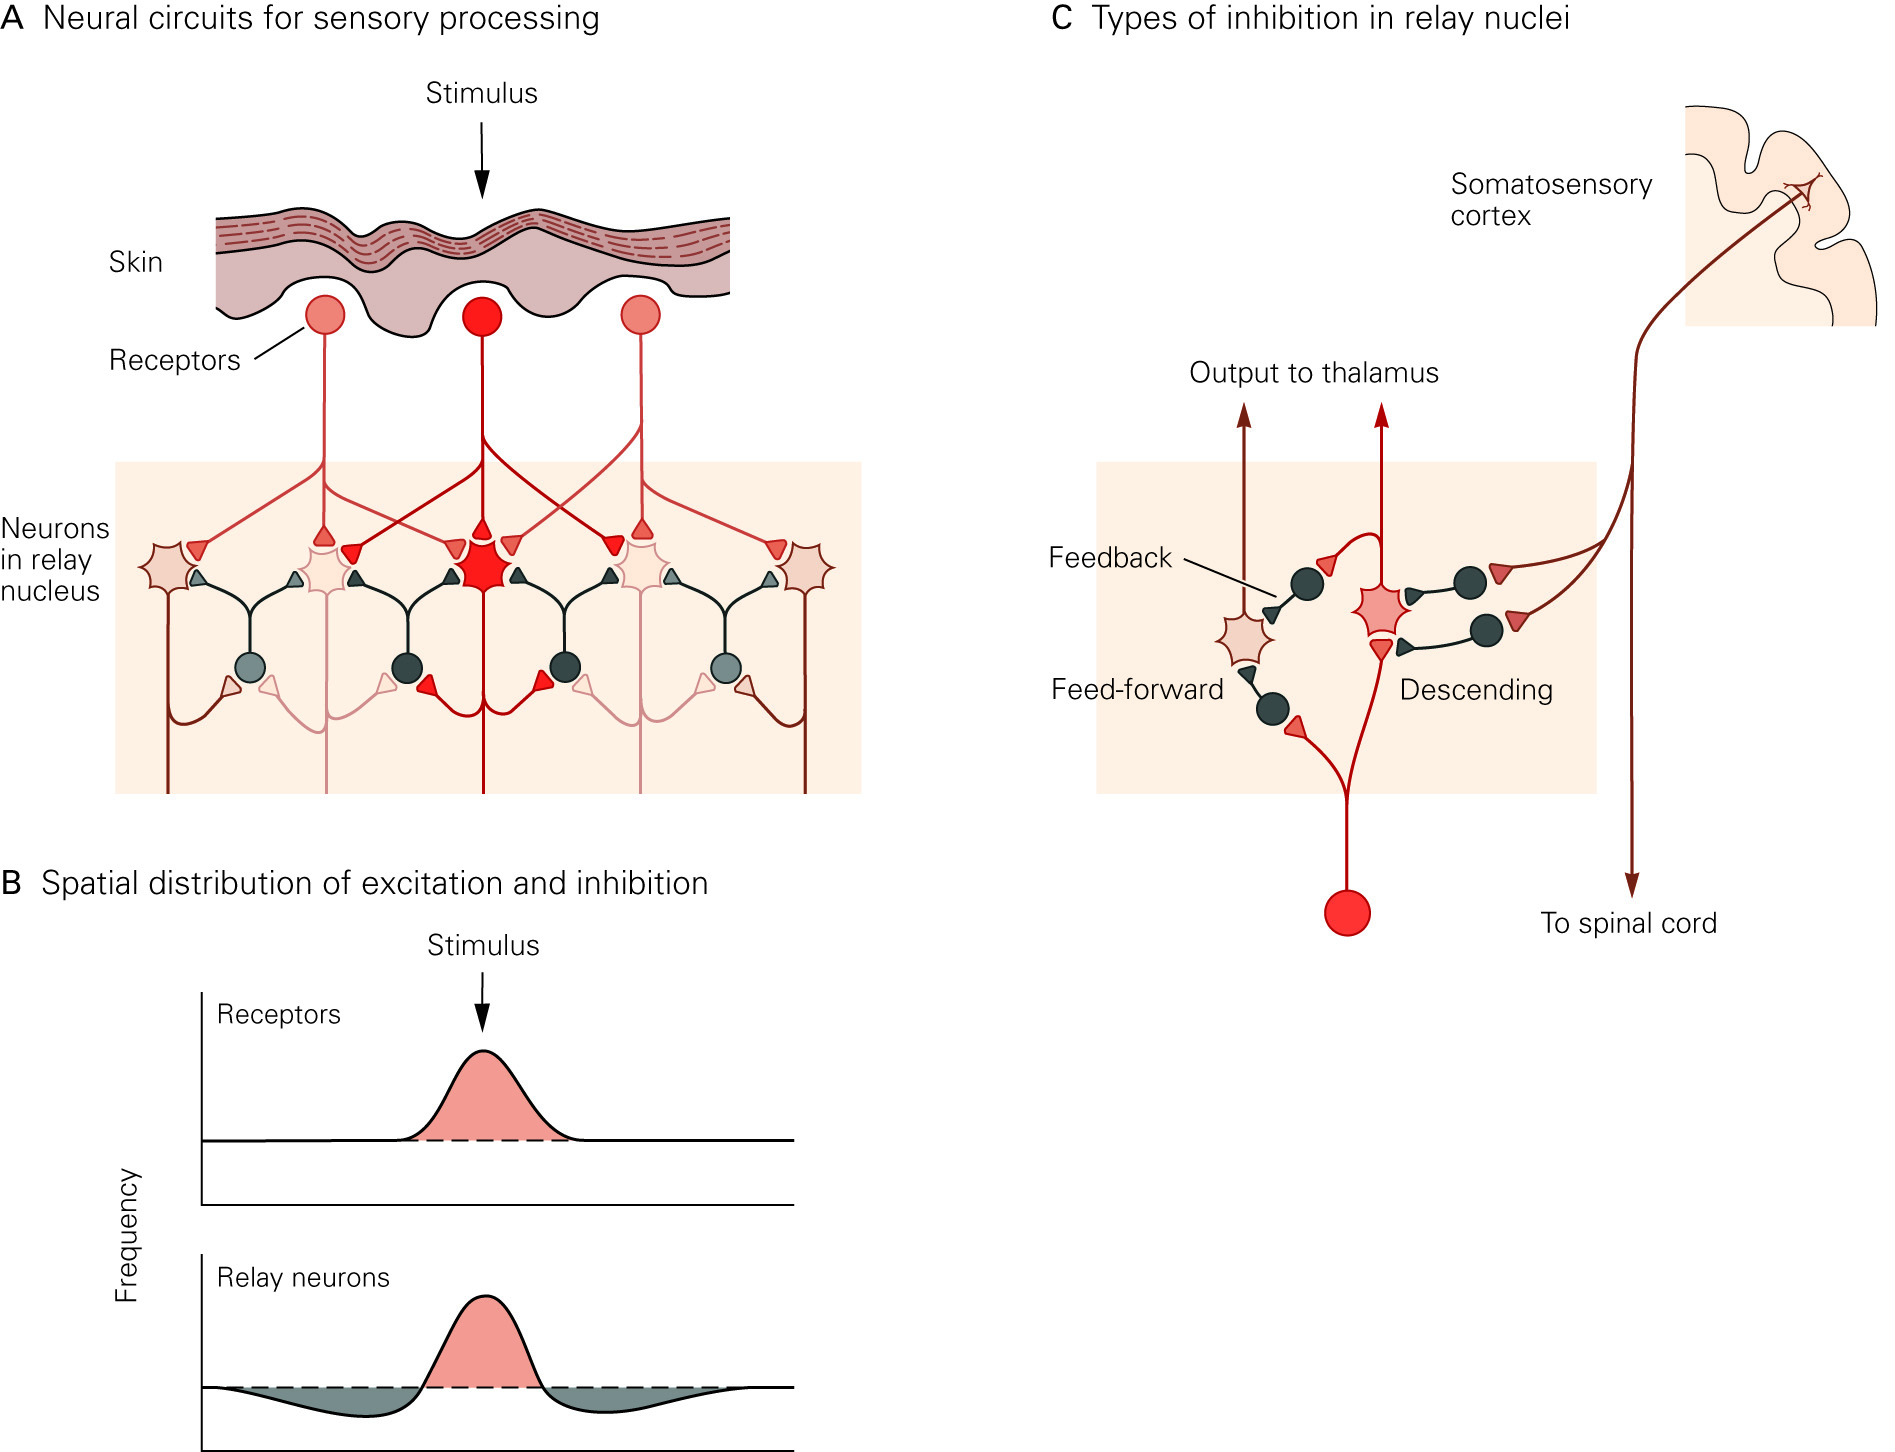 A Neural circuits for sensory processing
Stimulus
Skin
Receptors
Neurons
in relay
nucleus
B Spatial distribution of excitation and inhibition
Stimulus
Receptors
Frequency
Relay neurons
C Types of inhibition in relay nuclei
Somatosensory
cortex
Output to thalamus
Feedback
Feed-forward
Descending
To spinal cord